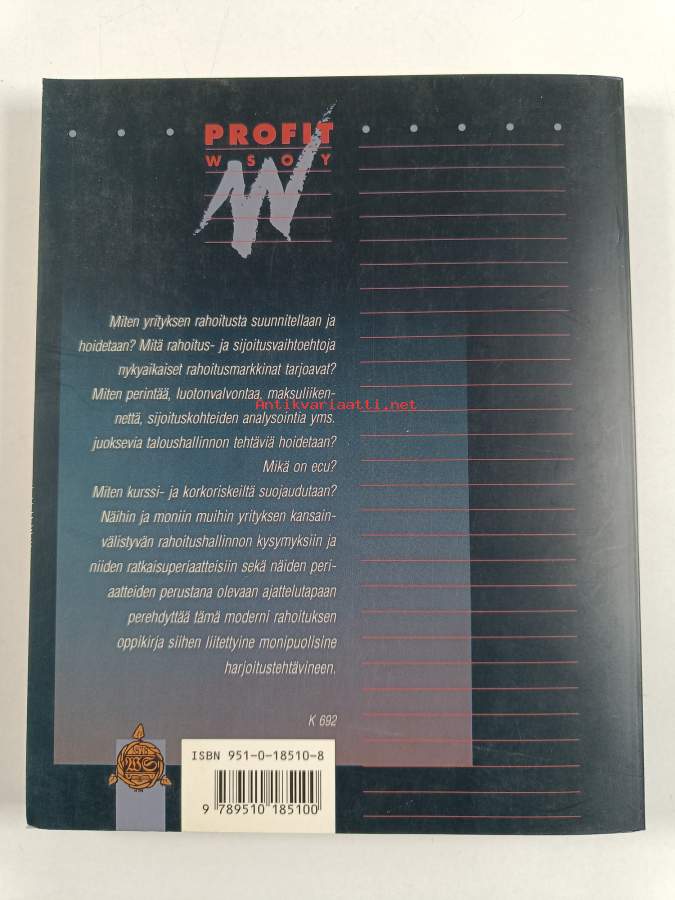 PROFIT
WSOY
Miten yrityksen rahoitusta suunnitellaan ja
hoidetaan? Mitä rahoitus- ja sijoitusvaihtoehtoja
nykyaikaiset rahoitusmarkkinat tarjoavat?
Miten perintää, luotonvalvontaa, maksuliiken-
Antikvariaatti.net
nettä, sijoituskohteiden analysointia yms.
juoksevia taloushallinnon tehtäviä hoidetaan?
Mikä on ecu?
Miten kurssi- ja korkoriskeiltä suojaudutaan?
Näihin ja moniin muihin yrityksen kansain-
välistyvän rahoitushallinnon kysymyksiin ja
niiden ratkaisuperiaatteisiin sekä näiden peri-
aatteiden perustana olevaan ajattelutapaan
perehdyttää tämä moderni rahoituksen
oppikirja siihen liitettyine monipuolisine
harjoitustehtävineen.
K 692
WS
ISBN 951-0-18510-8
9 789510 185100